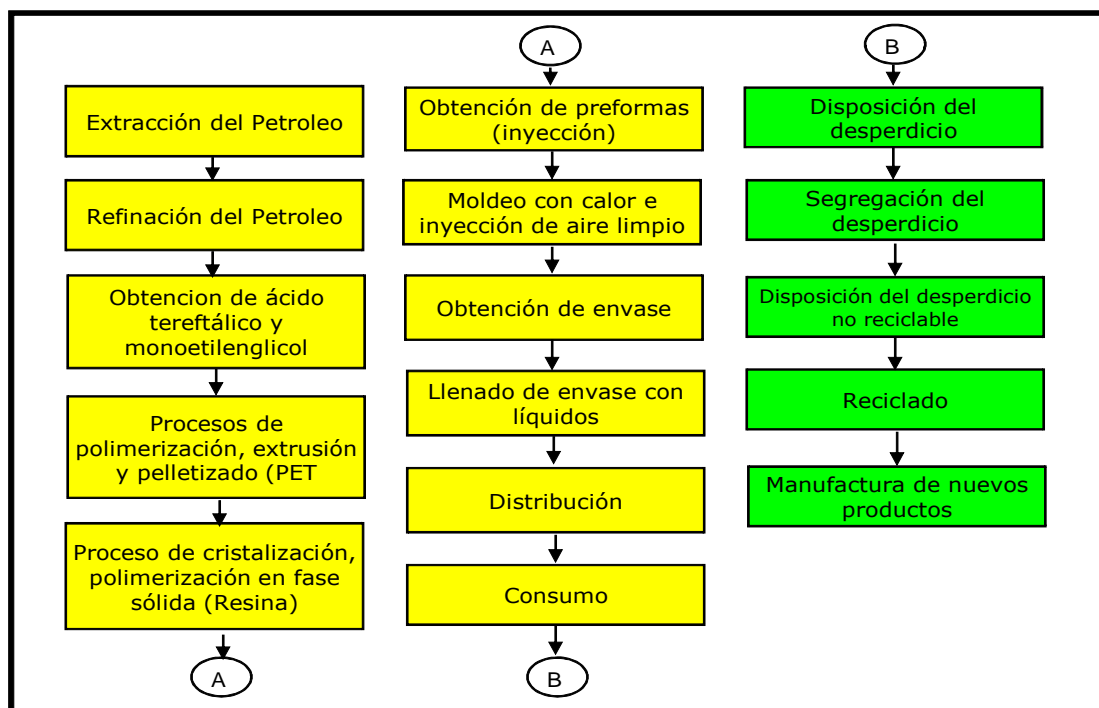 Extracción del Petroleo
Refinación del Petroleo
Obtencion de ácido
tereftálico y
monoetilenglicol
Procesos de
polimerización, extrusión
y pelletizado (PET
Proceso de cristalización,
polimerización en fase
sólida (Resina)
A
A
Obtención de preformas
(inyección)
Moldeo con calor e
inyección de aire limpio
Obtención de envase
Llenado de envase con
líquidos
Distribución
Consumo
B
B
Disposición del
desperdicio
Segregación del
desperdicio
Disposición del desperdicio
no reciclable
Reciclado
Manufactura de nuevos
productos